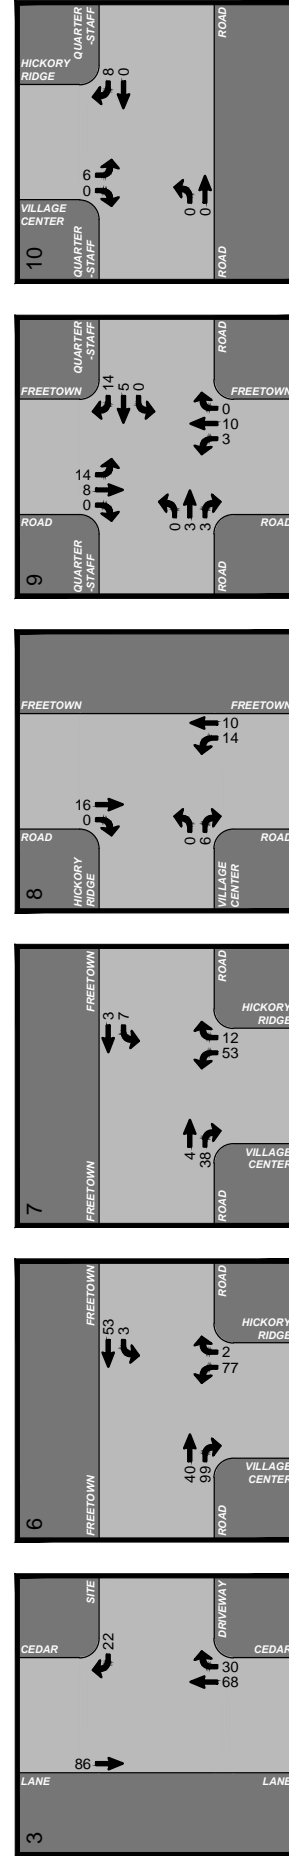 10
HICKORY
RIDGE
QUARTER
-STAFF
ROAD
8
0
6
0
VILLAGE
CENTER
QUARTER
-STAFF
0
0
ROAD
9
QUARTER
-STAFF
ROAD
FREETOWN
FREETOWN
14
5
0
14
8
0
0
10
3
0
3
3
ROAD
ROAD
QUARTER
-STAFF
ROAD
8
FREETOWN
FREETOWN
10
14
16
0
0
6
ROAD
ROAD
HICKORY
RIDGE
VILLAGE
CENTER
7
FREETOWN
ROAD
3
7
HICKORY
RIDGE
12
53
4
38
VILLAGE
CENTER
FREETOWN
ROAD
6
FREETOWN
ROAD
53
3
HICKORY
RIDGE
2
77
40
99
VILLAGE
CENTER
FREETOWN
ROAD
3
SITE
DRIVEWAY
CEDAR
CEDAR
22
30
68
86
LANE
LANE